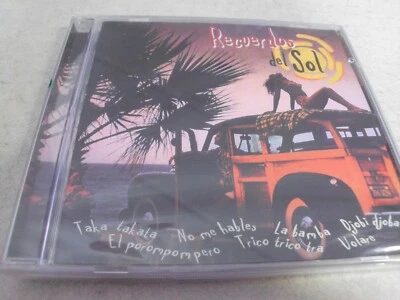 Recuerdos
del Sol
Taka takata No me hables La bamba Djobi djoba
El porompompero Trico trico tra Volare